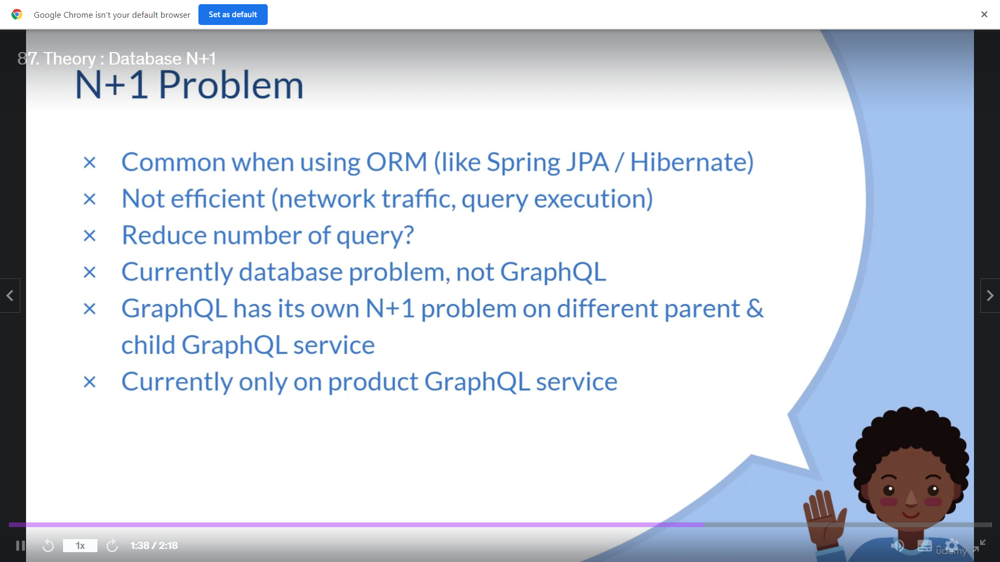 Google Chrome isn't your default browser
Set as default
87. Theory : Database N+1
N+1 Problem
× Common when using ORM (like Spring JPA / Hibernate)
× Not efficient (network traffic, query execution)
× Reduce number of query?
× Currently database problem, not GraphQL
× GraphQL has its own N+1 problem on different parent &
child GraphQL service
× Currently only on product GraphQL service
1x
1:38 / 2:18
ûdemy